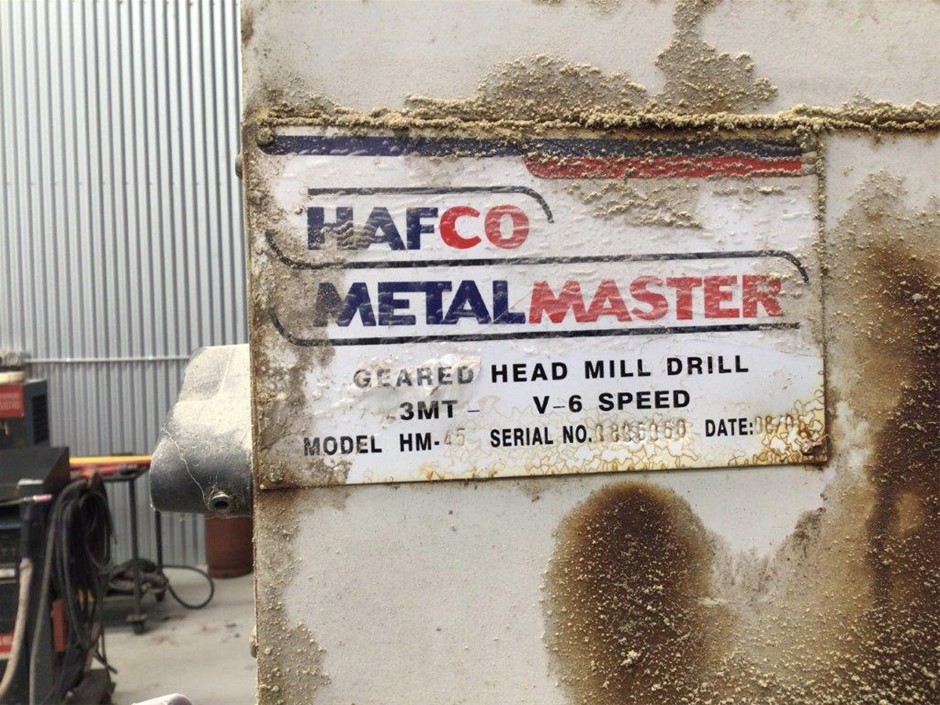 HAFCO
METALMASTER
GEARED HEAD MILL DRILL
3MT - V-6 SPEED
MODEL HM-45 SERIAL NO. DATE: